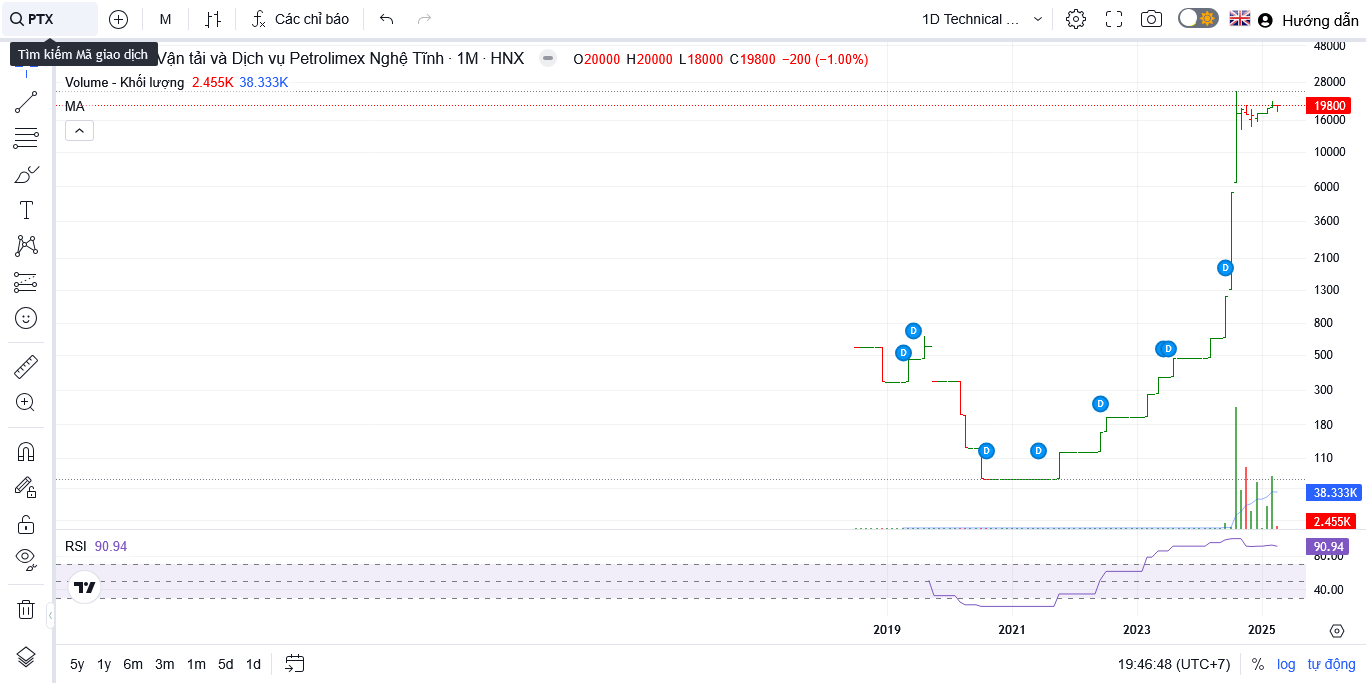 PTX
M
Các chỉ báo
1D Technical ...
Hướng dẫn
Tìm kiếm Mã giao dịch
Vận tải và Dịch vụ Petrolimex Nghệ Tĩnh · 1M · HNX
O20000 H20000 L18000 C19800 −200 (−1.00%)
Volume - Khối lượng 2.455K 38.333K
MA
48000
28000
19800
16000
10000
6000
3600
2100
1300
800
500
300
180
110
38.333K
2.455K
D
D
D
D
D
D
D
RSI 90.94
90.94
80.00
40.00
2019
2021
2023
2025
5y 1y 6m 3m 1m 5d 1d
19:46:48 (UTC+7)
%
log
tự động